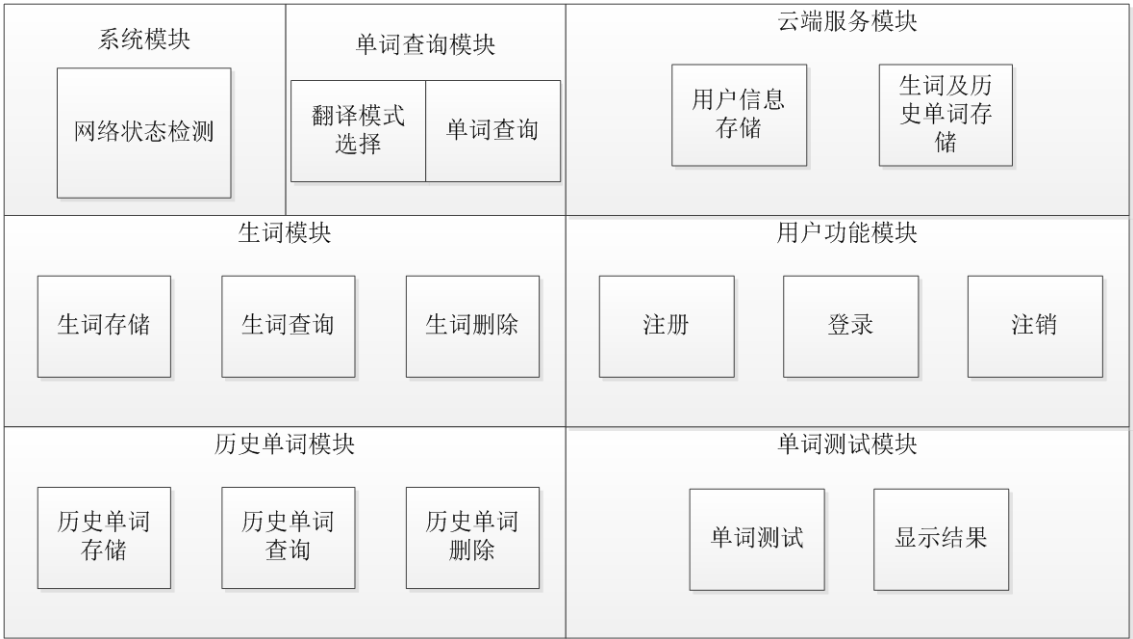 系统模块
网络状态检测
单词查询模块
翻译模式
选择
单词查询
云端服务模块
用户信息
存储
生词及历
史单词存
储
生词模块
生词存储
生词查询
生词删除
用户功能模块
注册
登录
注销
历史单词模块
历史单词
存储
历史单词
查询
历史单词
删除
单词测试模块
单词测试
显示结果